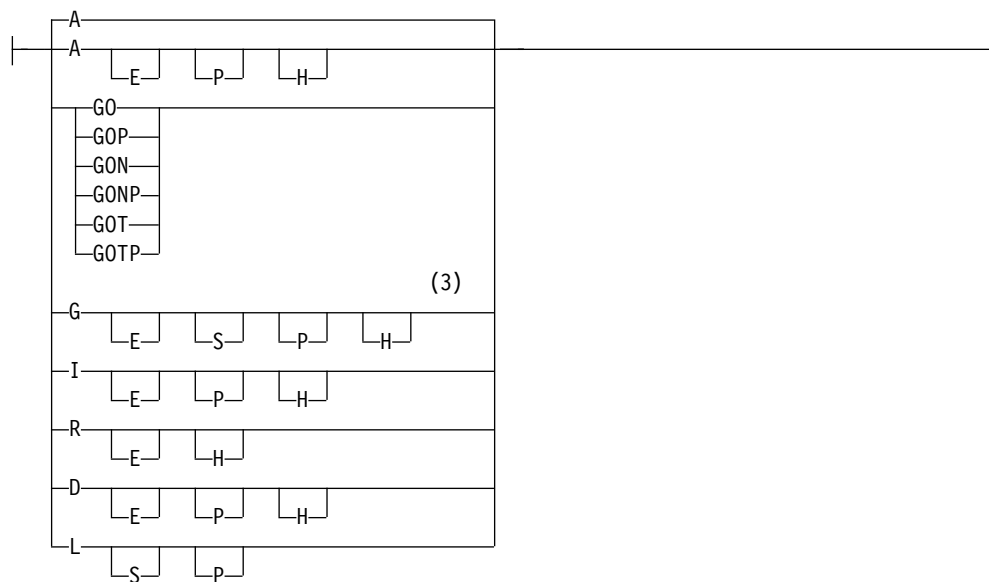 A
A
E P H
GO
GOP
GON
GONP
GOT
GOTP
(3)
G
E S P H
I
E P H
R
E H
D
E P H
L
S P